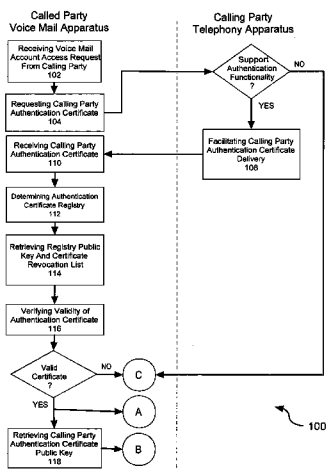 Called Party
Voice Mail Apparatus
Calling Party
Telephony Apparatus
Receiving Voice Mail
Account Access Request
From Calling Party
102
Requesting Calling Party
Authentication Certificate
104
Support
Authentication
Functionality
?
NO
YES
Facilitating Calling Party
Authentication Certificate
Delivery
108
Receiving Calling Party
Authentication Certificate
110
Determining Authentication
Certificate Registry
112
Retrieving Registry Public
Key And Certificate
Revocation List
114
Verifying Validity of
Authentication Certificate
116
Valid
Certificate
?
NO
C
YES
A
Retrieving Calling Party
Authentication Certificate
Public Key
118
B
100